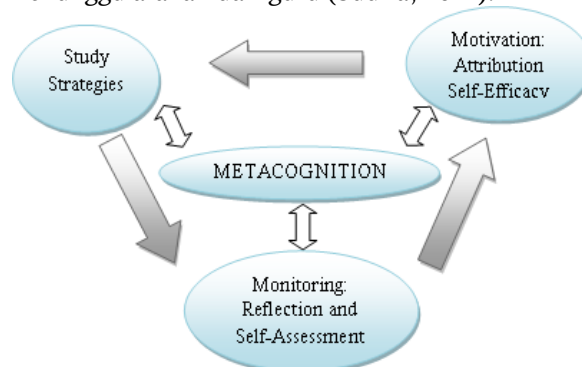 Study
Strategies
Motivation:
Attribution
Self-Efficacy
METACOGNITION
Monitoring:
Reflection and
Self-Assessment